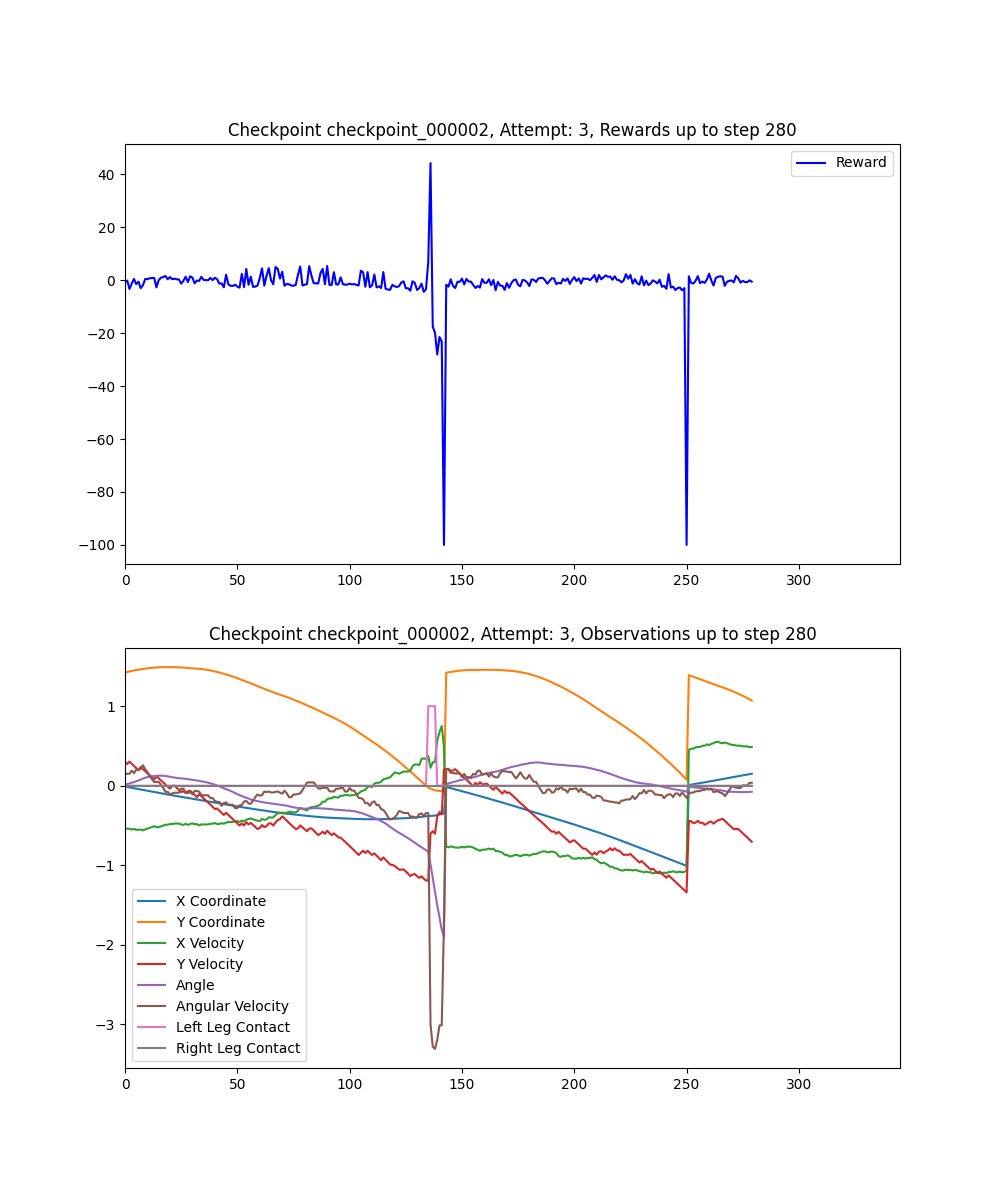 Checkpoint checkpoint_000002, Attempt: 3, Rewards up to step 280
Reward
40
20
0
−20
−40
−60
−80
−100
0 50 100 150 200 250 300
Checkpoint checkpoint_000002, Attempt: 3, Observations up to step 280
1
0
−1
−2
−3
X Coordinate
Y Coordinate
X Velocity
Y Velocity
Angle
Angular Velocity
Left Leg Contact
Right Leg Contact
0 50 100 150 200 250 300